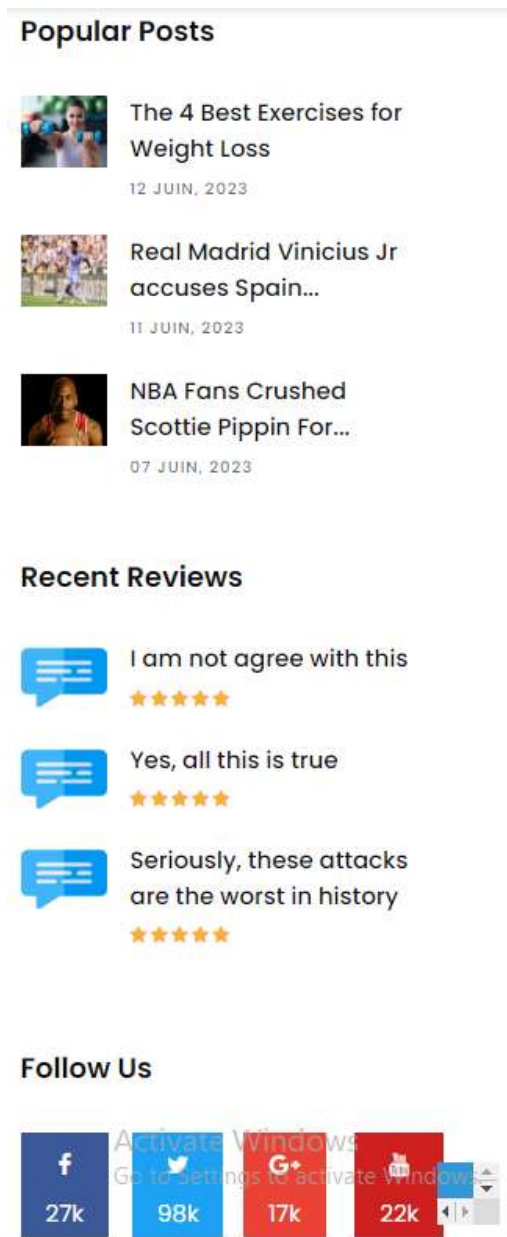 Popular Posts
The 4 Best Exercises for
Weight Loss
12 JUIN, 2023
Real Madrid Vinicius Jr
accuses Spain...
11 JUIN, 2023
NBA Fans Crushed
Scottie Pippin For...
07 JUIN, 2023
Recent Reviews
I am not agree with this
Yes, all this is true
Seriously, these attacks
are the worst in history
Follow Us
Activate Windows
Go to Settings to activate Windows.
f
G+
27k
98k
17k
22k